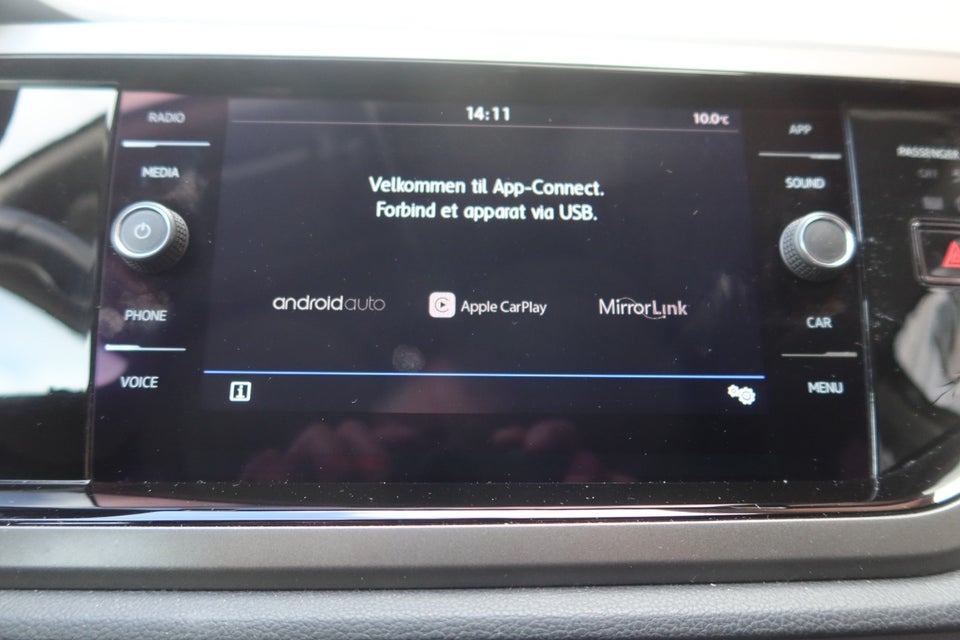 RADIO
MEDIA
PHONE
VOICE
14:11
10.0°C
Velkommen til App-Connect.
Forbind et apparat via USB.
androidauto
Apple CarPlay
MirrorLink
APP
SOUND
CAR
MENU
PASSENGER
OFF